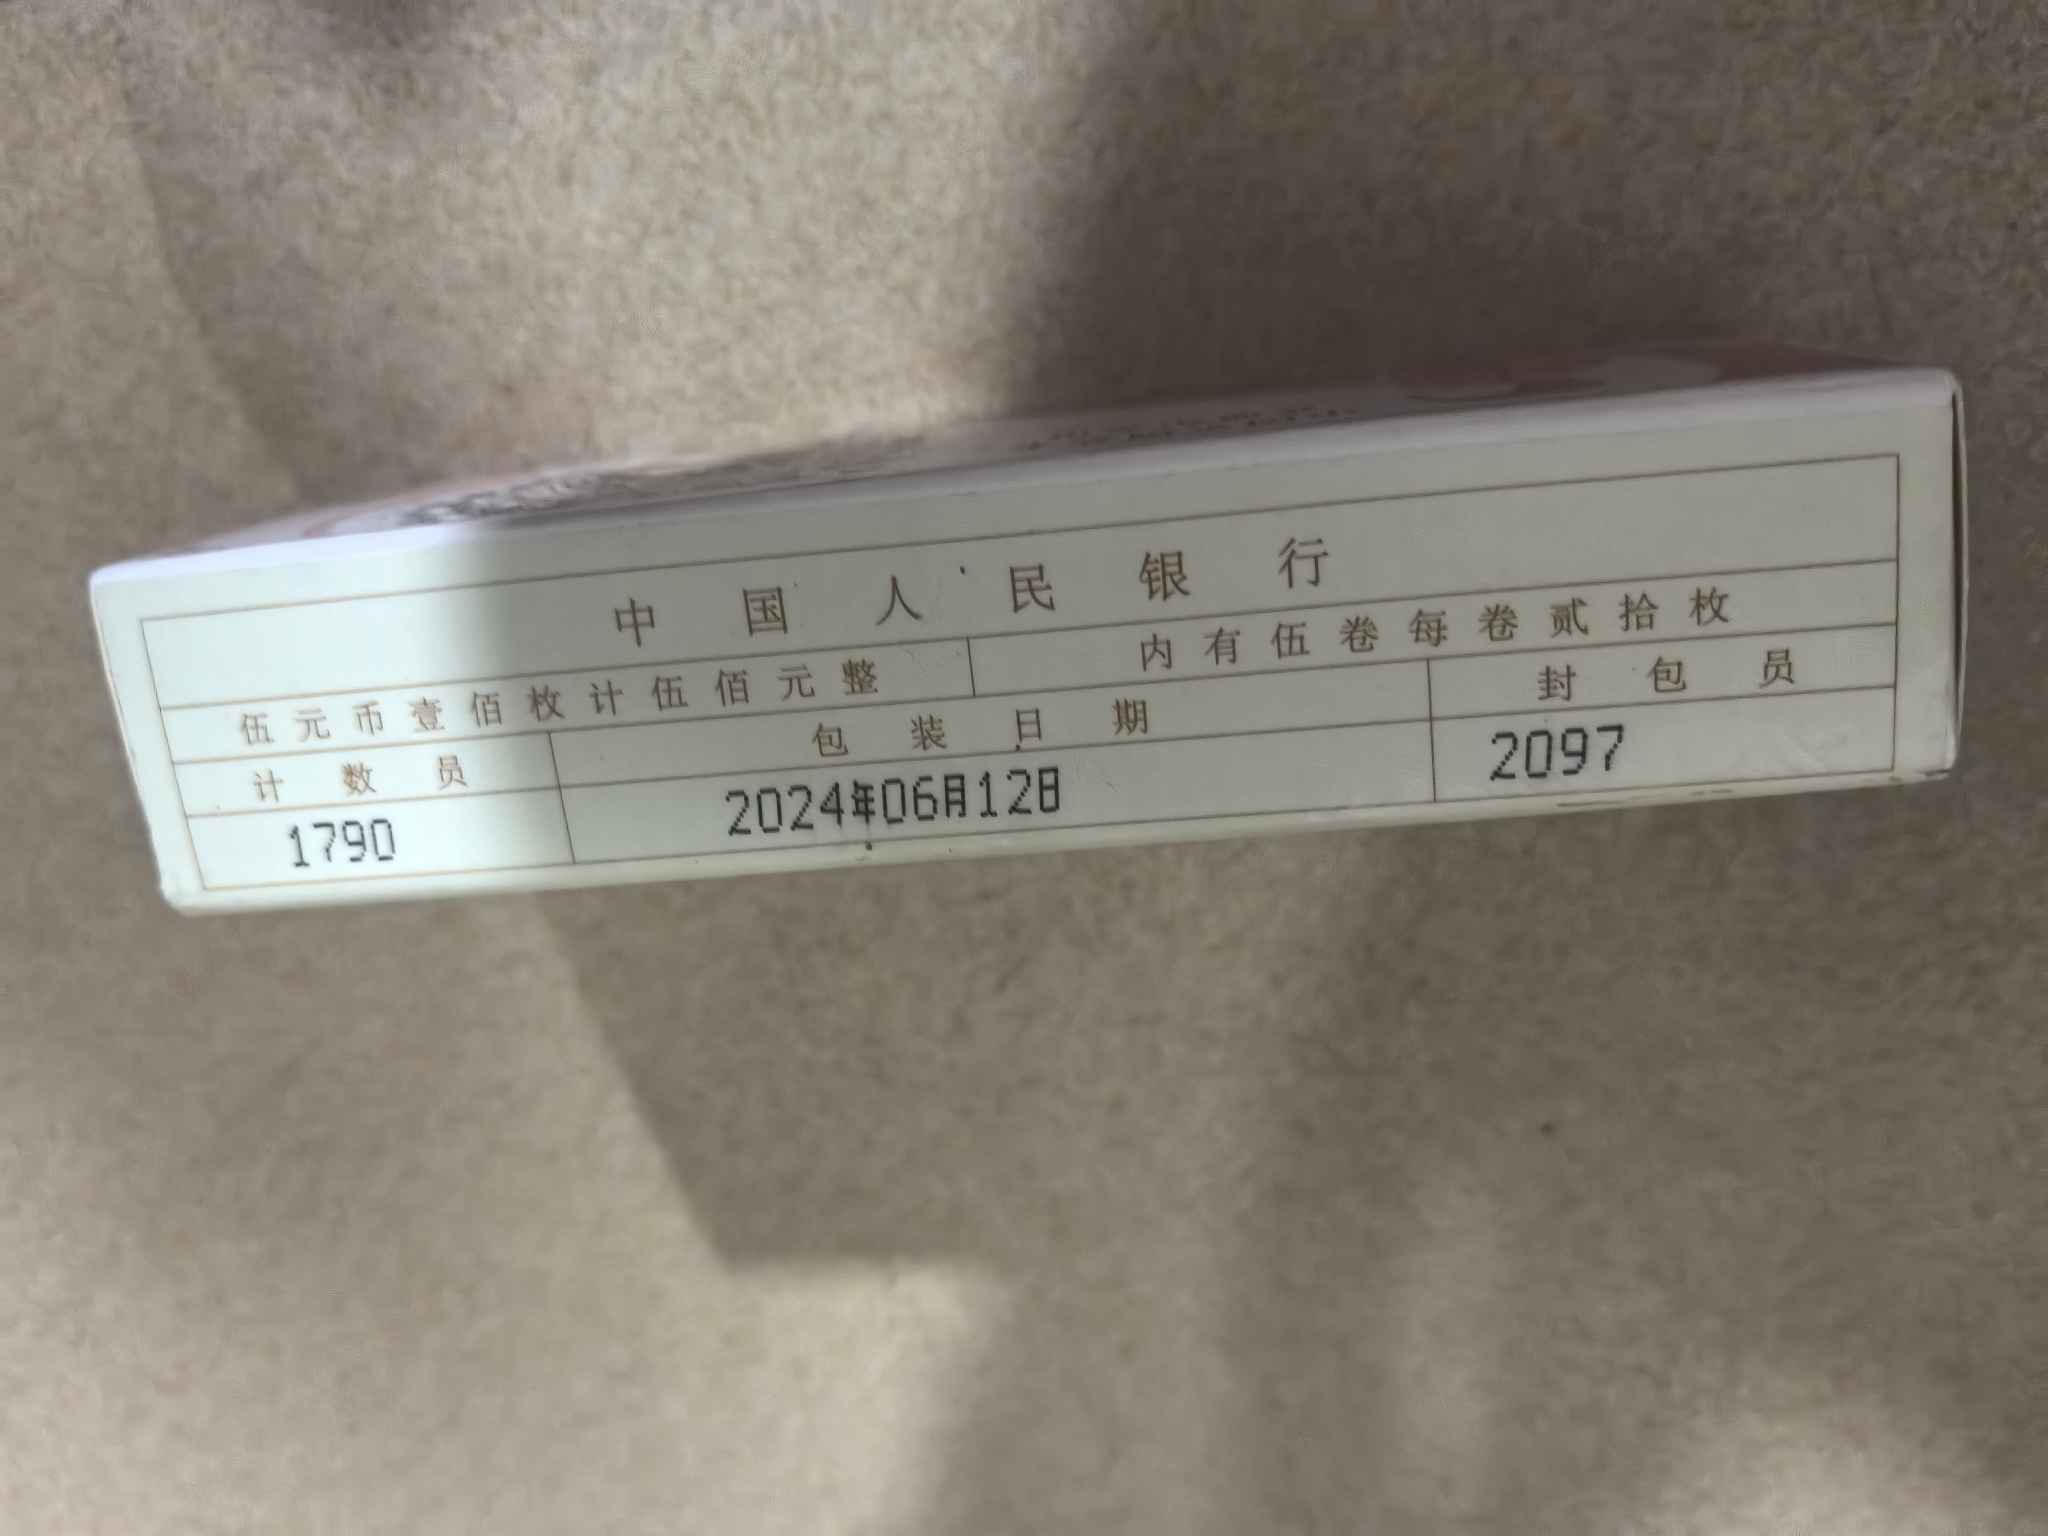 中国人民银行
伍元币壹佰枚计伍佰元整 内有伍卷每卷贰拾枚
计数员 包装日期 封包员
1790 2024年06月12日 2097